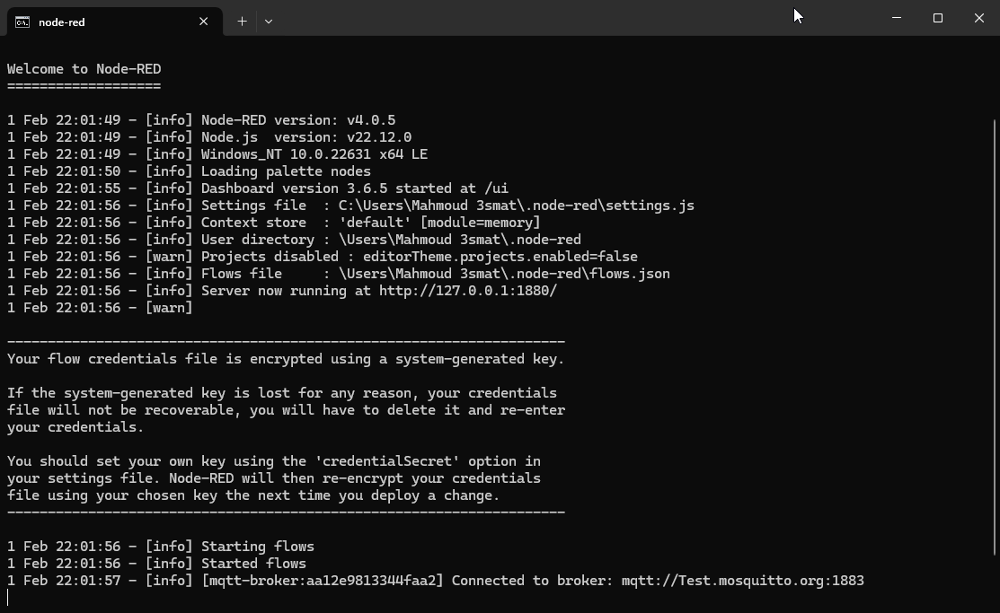 node-red
Welcome to Node-RED
===================
1 Feb 22:01:49 - [info] Node-RED version: v4.0.5
1 Feb 22:01:49 - [info] Node.js  version: v22.12.0
1 Feb 22:01:49 - [info] Windows_NT 10.0.22631 x64 LE
1 Feb 22:01:50 - [info] Loading palette nodes
1 Feb 22:01:55 - [info] Dashboard version 3.6.5 started at /ui
1 Feb 22:01:56 - [info] Settings file  : C:\Users\Mahmoud 3smat\.node-red\settings.js
1 Feb 22:01:56 - [info] Context store  : 'default' [module=memory]
1 Feb 22:01:56 - [info] User directory : \Users\Mahmoud 3smat\.node-red
1 Feb 22:01:56 - [warn] Projects disabled : editorTheme.projects.enabled=false
1 Feb 22:01:56 - [info] Flows file     : \Users\Mahmoud 3smat\.node-red\flows.json
1 Feb 22:01:56 - [info] Server now running at http://127.0.0.1:1880/
1 Feb 22:01:56 - [warn]
---------------------------------------------------------------------
Your flow credentials file is encrypted using a system-generated key.
If the system-generated key is lost for any reason, your credentials
file will not be recoverable, you will have to delete it and re-enter
your credentials.
You should set your own key using the 'credentialSecret' option in
your settings file. Node-RED will then re-encrypt your credentials
file using your chosen key the next time you deploy a change.
---------------------------------------------------------------------
1 Feb 22:01:56 - [info] Starting flows
1 Feb 22:01:56 - [info] Started flows
1 Feb 22:01:57 - [info] [mqtt-broker:aa12e9813344faa2] Connected to broker: mqtt://Test.mosquitto.org:1883